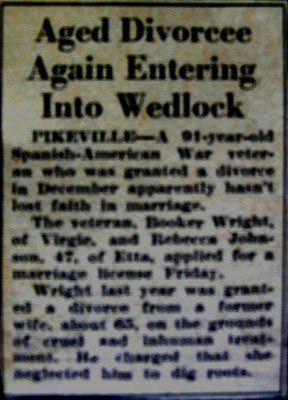 Aged Divorcee
Again Entering
Into Wedlock
PIKEVILLE—A 91-year-old
Spanish-American War veter-
an who was granted a divorce
in December apparently hasn't
lost faith in marriage.
The veteran, Booker Wright,
of Virgie, and Rebecca John-
son, 47, of Etta, applied for a
marriage license Friday.
Wright last year was grant-
ed a divorce from a former
wife, about 65, on the grounds
of cruel and inhuman treat-
ment. He charged that she
neglected him to dig roots.